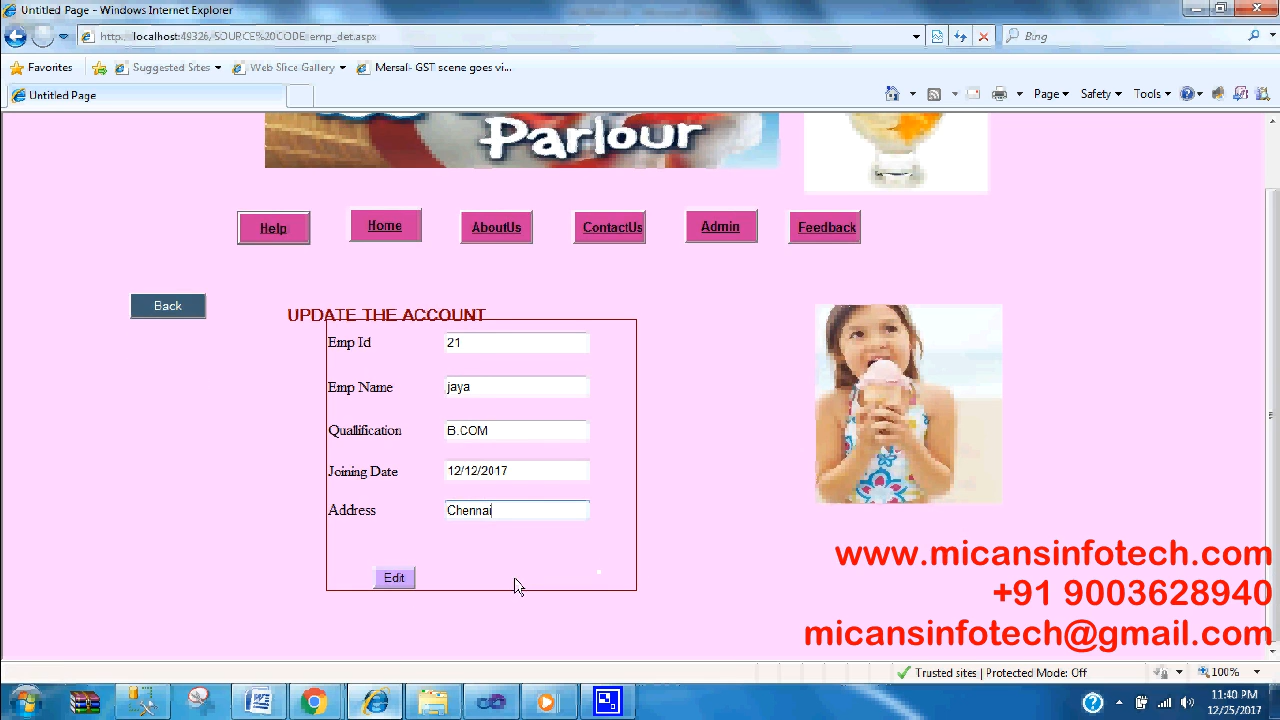 Untitled Page - Windows Internet Explorer
http://localhost:49326/SOURCE%20CODE/emp_det.aspx
Bing
Favorites
Suggested Sites
Web Slice Gallery
Mersal- GST scene goes vi...
Untitled Page
Page
Safety
Tools
Parlour
Help
Home
AboutUs
ContactUs
Admin
Feedback
Back
UPDATE THE ACCOUNT
Emp Id 21
Emp Name jaya
Quallification B.COM
Joining Date 12/12/2017
Address Chennai
Edit
www.micansinfotech.com
+91 9003628940
micansinfotech@gmail.com
Trusted sites | Protected Mode: Off
100%
11:40 PM
12/25/2017